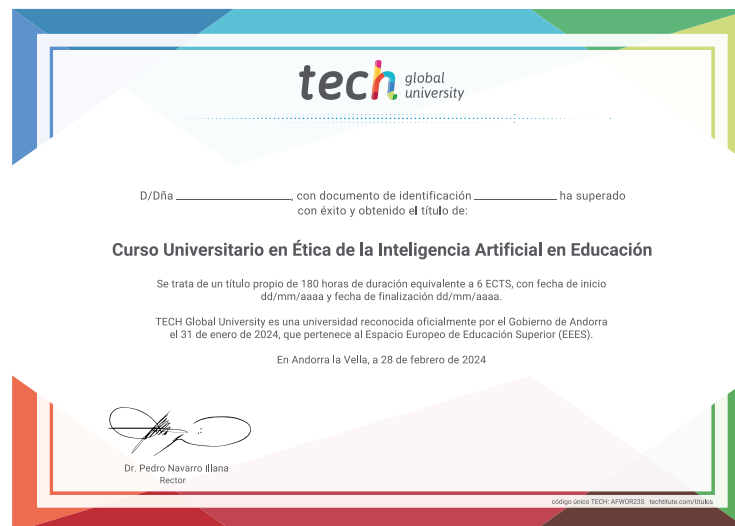 tech global university
D/Dña ______________________, con documento de identificación ________________ ha superado
con éxito y obtenido el título de:
Curso Universitario en Ética de la Inteligencia Artificial en Educación
Se trata de un título propio de 180 horas de duración equivalente a 6 ECTS, con fecha de inicio
dd/mm/aaaa y fecha de finalización dd/mm/aaaa.
TECH Global University es una universidad reconocida oficialmente por el Gobierno de Andorra
el 31 de enero de 2024, que pertenece al Espacio Europeo de Educación Superior (EEES).
En Andorra la Vella, a 28 de febrero de 2024
Dr. Pedro Navarro Illana
Rector
código único TECH: AFWOR23S techtitute.com/titulos